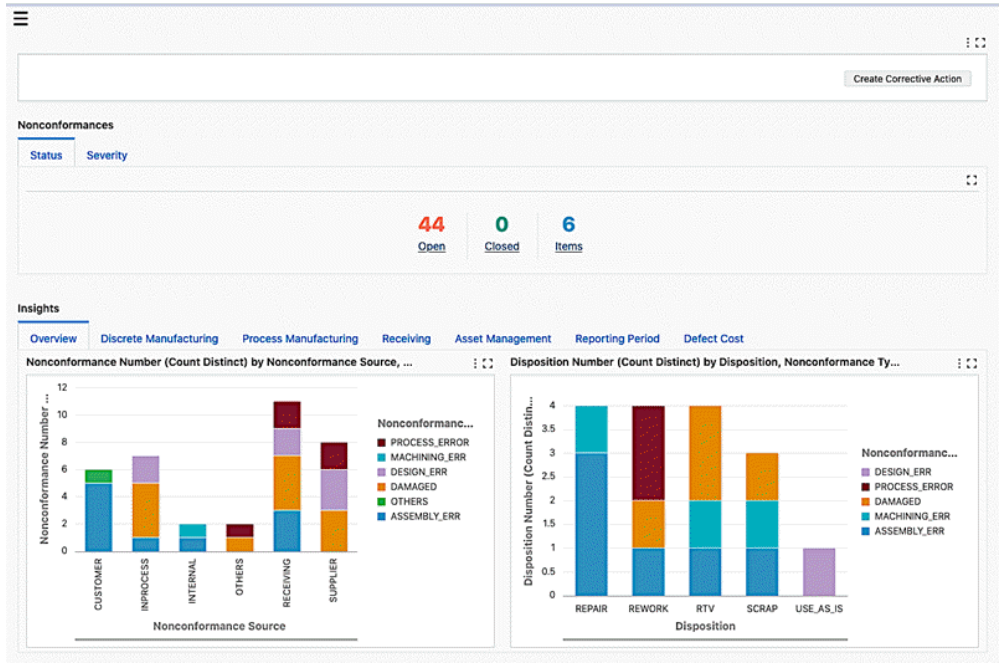 Create Corrective Action
Nonconformances
Status Severity
44 0 6
Open Closed Items
Insights
Overview Discrete Manufacturing Process Manufacturing Receiving Asset Management Reporting Period Defect Cost
Nonconformance Number (Count Distinct) by Nonconformance Source, ...
12
10
8
6
4
2
0
Nonconformance Number ...
CUSTOMER INPROCESS INTERNAL OTHERS RECEIVING SUPPLIER
Nonconformance Source
Nonconformanc...
PROCESS_ERROR
MACHINING_ERR
DESIGN_ERR
DAMAGED
OTHERS
ASSEMBLY_ERR
Disposition Number (Count Distinct) by Disposition, Nonconformance Ty...
4
3.5
3
2.5
2
1.5
1
0.5
0
Disposition Number (Count Distin...
REPAIR REWORK RTV SCRAP USE_AS_IS
Disposition
Nonconformanc...
DESIGN_ERR
PROCESS_ERROR
DAMAGED
MACHINING_ERR
ASSEMBLY_ERR